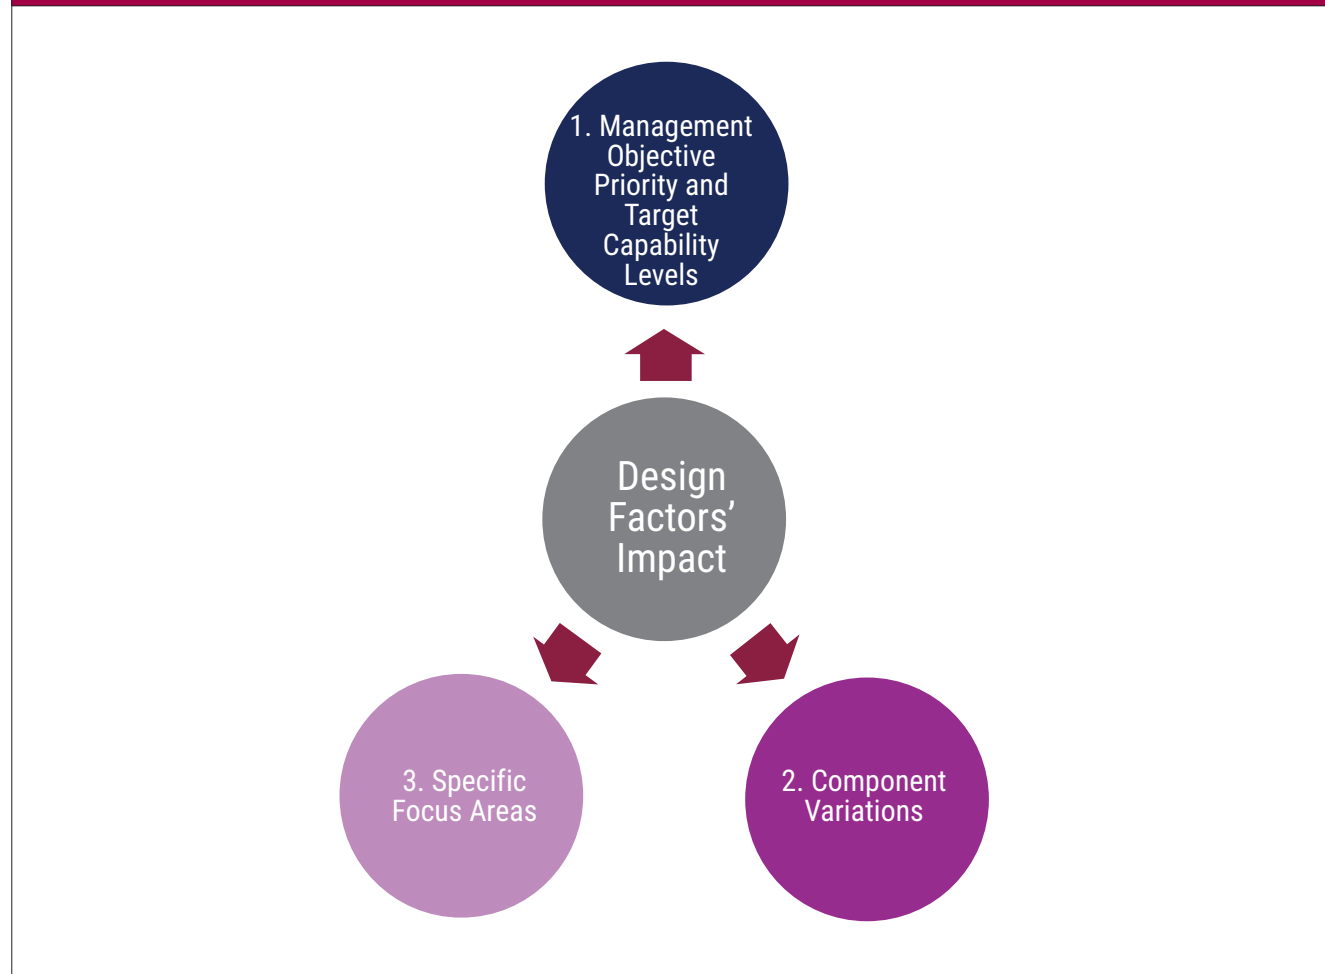 1. Management
Objective
Priority and
Target
Capability
Levels
Design
Factors’
Impact
3. Specific
Focus Areas
2. Component
Variations